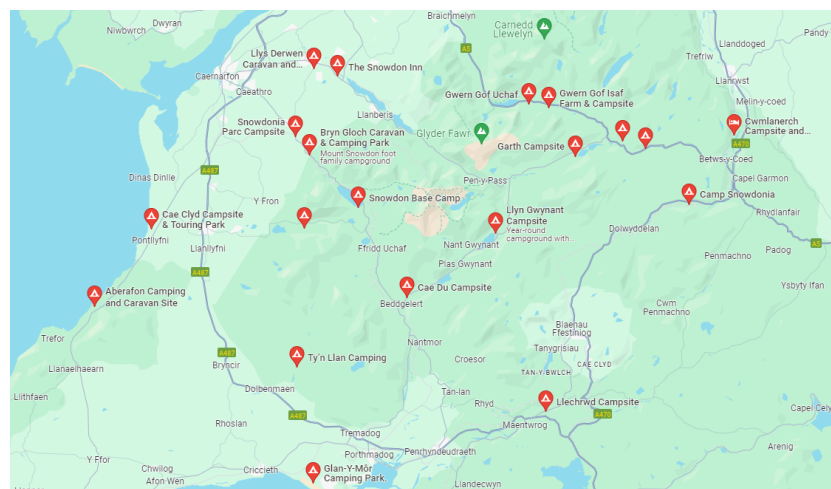 Braichmelyn
Dwyran
Niwbwrch
Carnedd
Llewelyn
Pandy
A5
Llanddoged
Llys Derwen
Caravan and...
The Snowdon Inn
Trefriw
Caernarfon
Llanrwst
Caeathro
Gwern Gof Uchaf
Gwern Gof Isaf
Farm & Campsite
Melin-y-coed
Llanberis
Snowdonia
Parc Campsite
Bryn Gloch Caravan
& Camping Park
Mount Snowdon foot
family campground
Glyder Fawr
Garth Campsite
Cwmlanerch
Campsite and...
A470
Betws-y-Coed
A487
Dinas Dinlle
Pen-y-Pass
Capel Garmon
Y Fron
Snowdon Base Camp
Camp Snowdonia
Cae Clyd Campsite
& Touring Park
Llyn Gwynant
Campsite
Year-round
campground with...
Rhydlanfair
Pontllyfni
Llanllyfni
Dolwyddelan
Ffridd Uchaf
Nant Gwynant
A5
Padog
Penmachno
Plas Gwynant
A487
Ysbyty Ifan
Aberafon Camping
and Caravan Site
Cae Du Campsite
Beddgelert
Cwm
Penmachno
Blaenau
Ffestiniog
Trefor
Nantmor
Tanygrisiau
A487
Ty'n Llan Camping
Croesor
Bryncir
CAE CLYD
Llanaelhaearn
TAN-Y-BWLCH
Dolbenmaen
Tan-lan
Llithfaen
Rhyd
Llechrwd Campsite
A487
A470
Capel Cely
Rhoslan
Maentwrog
Tremadog
Arenig
Porthmadog
Penrhyndeudraeth
Y Ffor
Chwilog
Criccieth
Glan-Y-Môr
Camping Park
Afon Wen
Llandecwyn